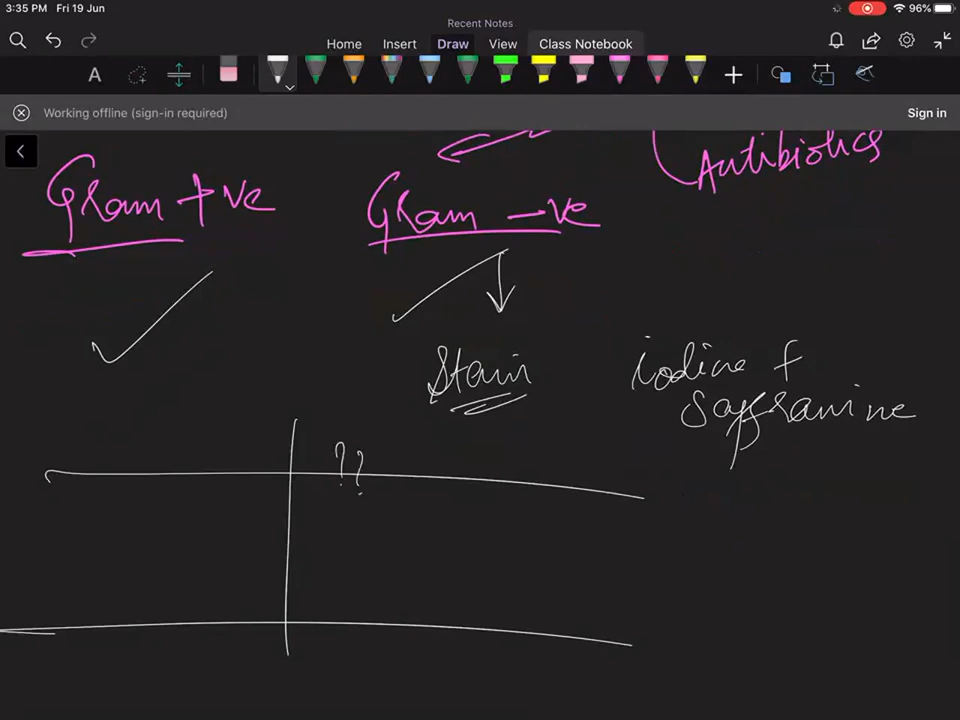 3:35 PM Fri 19 Jun
96%
Recent Notes
Home Insert Draw View Class Notebook
A
Working offline (sign-in required)
Sign in
Antibiotics
Gram +ve
Gram -ve
Stain
iodine +
saffranine
??